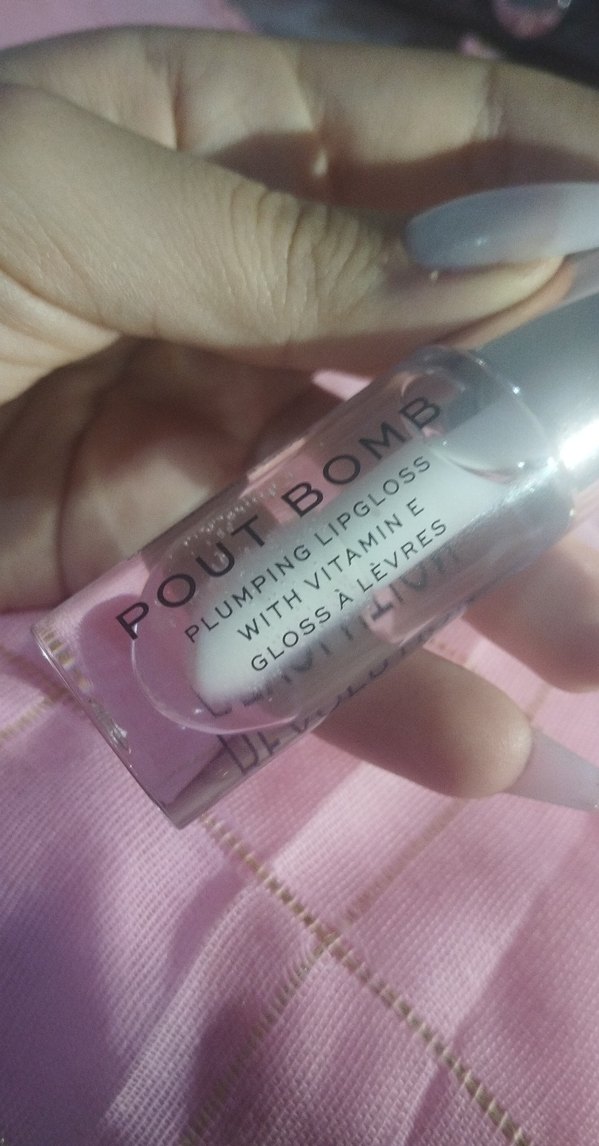 POUT BOMB
PLUMPING LIPGLOSS
WITH VITAMIN E
GLOSS À LÈVRES